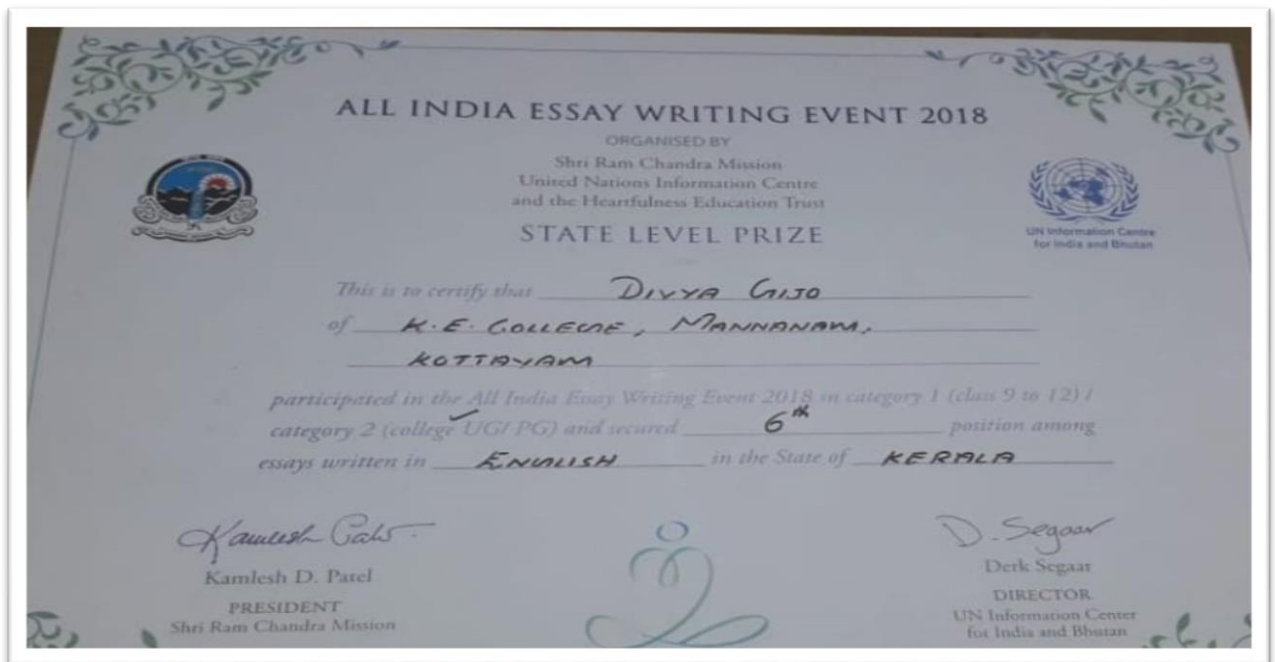 ALL INDIA ESSAY WRITING EVENT 2018
ORGANISED BY
Shri Ram Chandra Mission
United Nations Information Centre
and the Heartfulness Education Trust
STATE LEVEL PRIZE
UN Information Centre
for India and Bhutan
This is to certify that DIVYA GIJO
of K.E. COLLEGE, MANNANAM,
KOTTAYAM
participated in the All India Essay Writing Event 2018 in category 1 (class 9 to 12) /
category 2 (college UG/ PG) and secured 6th position among
essays written in ENGLISH in the State of KERALA
D. Segaar
Kamlesh D. Patel
PRESIDENT
Shri Ram Chandra Mission
Derk Segaar
DIRECTOR
UN Information Center
for India and Bhutan